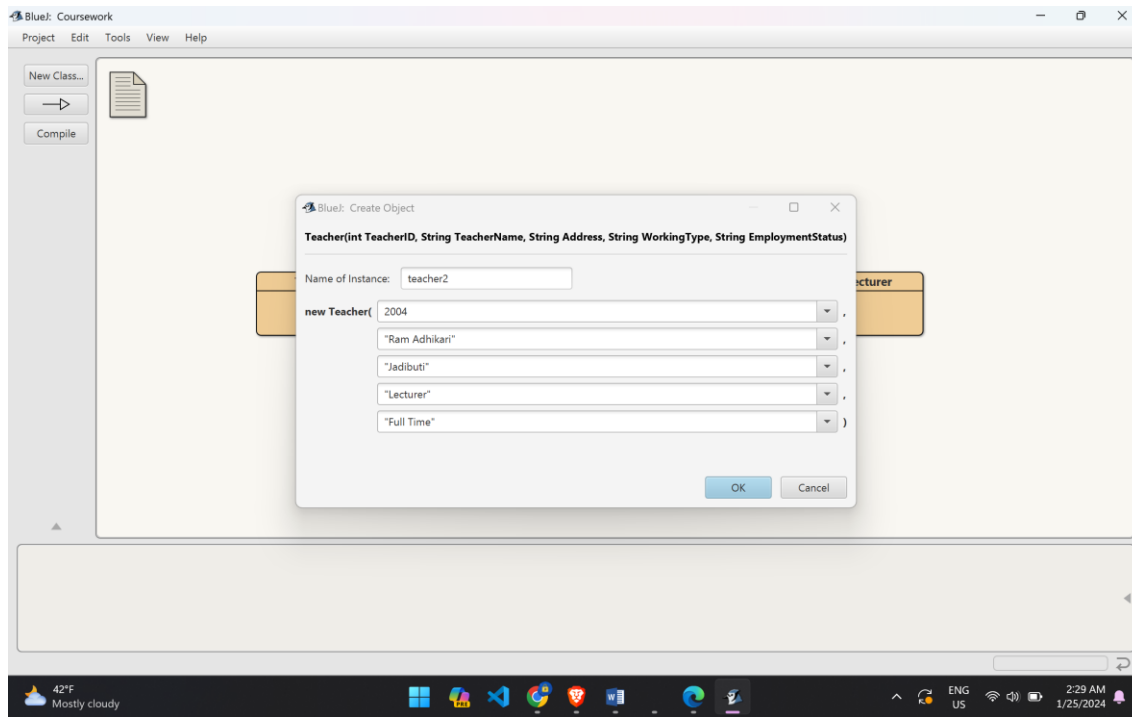 BlueJ: Coursework
Project Edit Tools View Help
New Class...
Compile
BlueJ: Create Object
Teacher(int TeacherID, String TeacherName, String Address, String WorkingType, String EmploymentStatus)
Name of Instance: teacher2
ecturer
new Teacher( 2004 ,
"Ram Adhikari" ,
"Jadibuti" ,
"Lecturer" ,
"Full Time" )
OK Cancel
42°F
Mostly cloudy
ENG
US
2:29 AM
1/25/2024